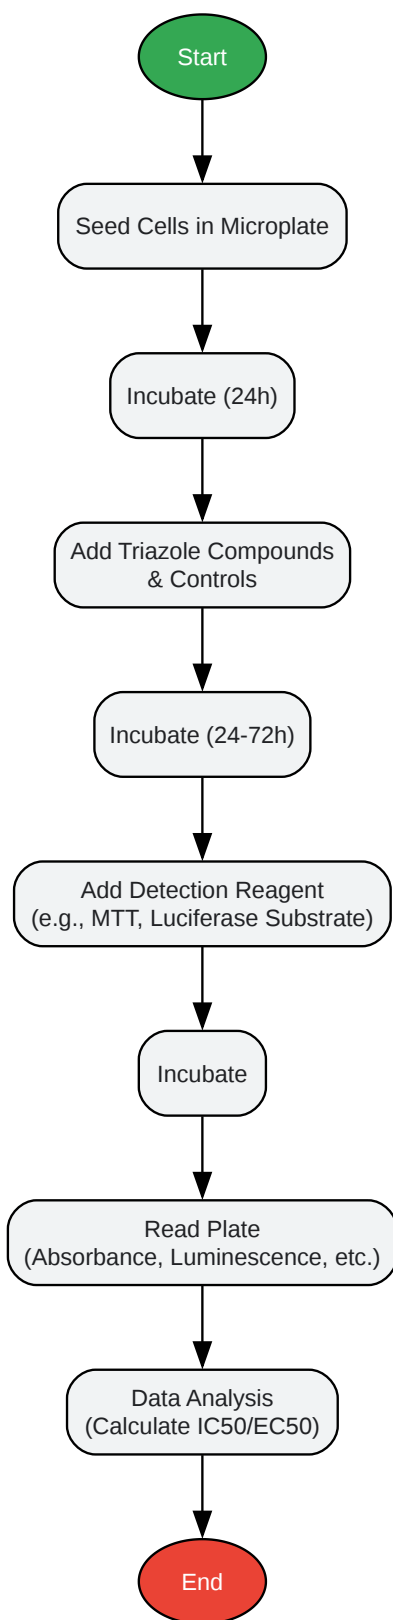 Start
Seed Cells in Microplate
Incubate (24h)
Add Triazole Compounds
& Controls
Incubate (24-72h)
Add Detection Reagent
(e.g., MTT, Luciferase Substrate)
Incubate
Read Plate
(Absorbance, Luminescence, etc.)
Data Analysis
(Calculate IC50/EC50)
End